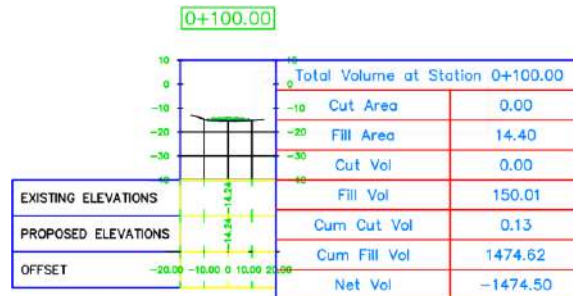 0+100.00
10 10
Total Volume at Station 0+100.00
0 0
-10 -10
Cut Area 0.00
-20 -20
Fill Area 14.40
-30 -30
Cut Vol 0.00
-40 -40
EXISTING ELEVATIONS -14.24
Fill Vol 150.01
PROPOSED ELEVATIONS -14.24
Cum Cut Vol 0.13
OFFSET -20.00 -10.00 0 10.00 20.00
Cum Fill Vol 1474.62
Net Vol -1474.50